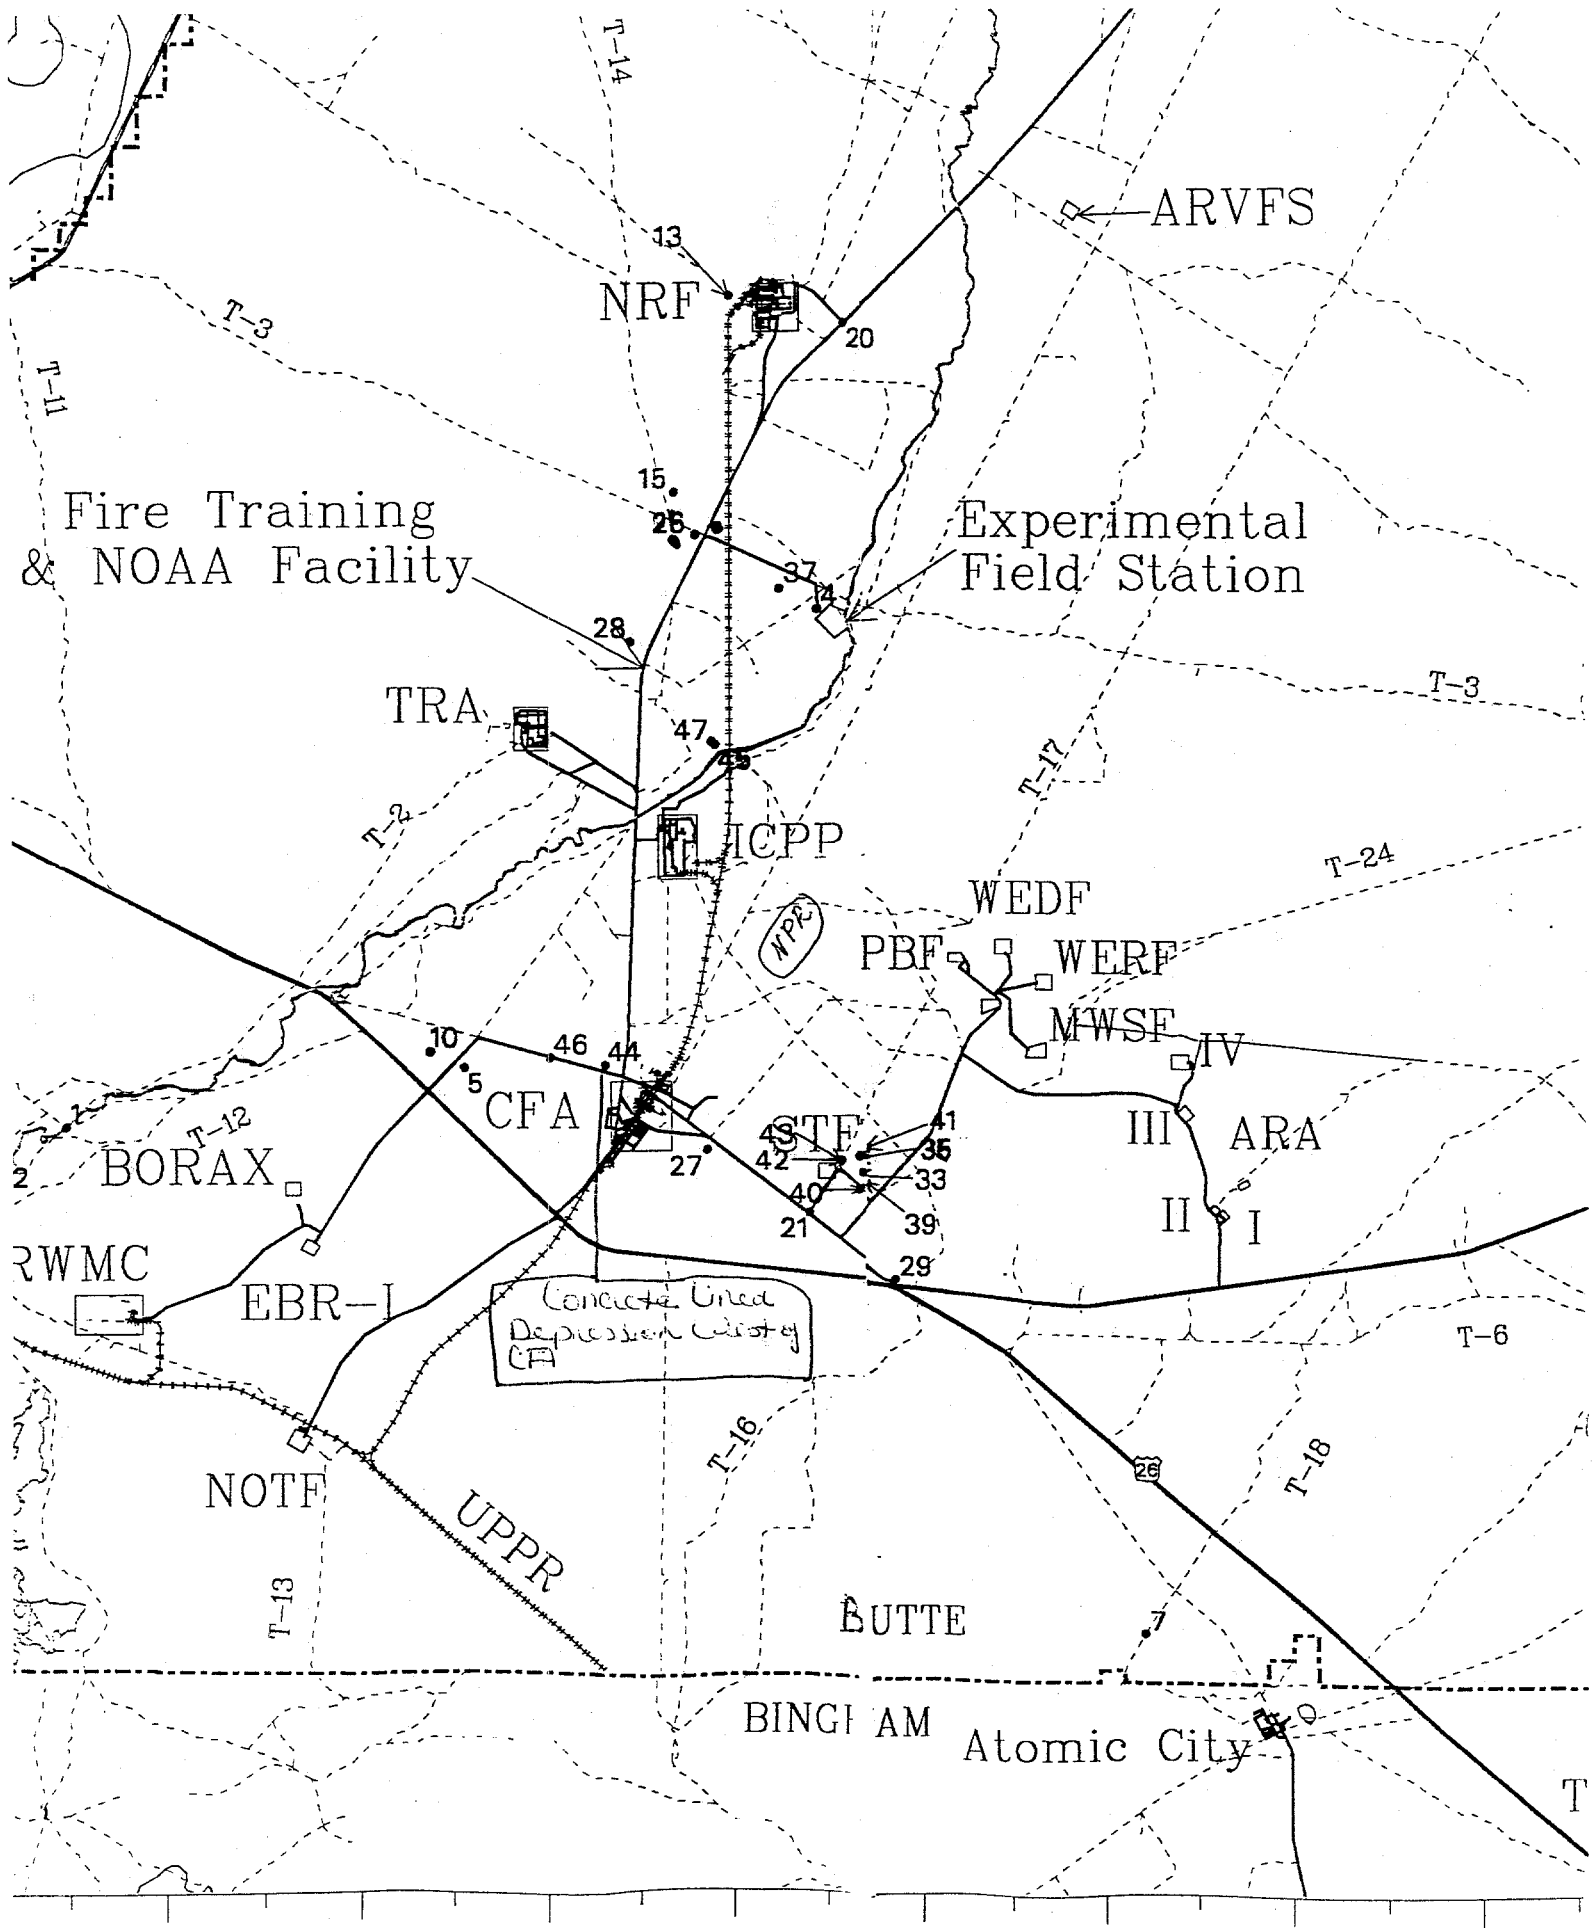 T-14
ARVFS
13
NRF
20
T-3
T-11
15
26
Fire Training
& NOAA Facility
Experimental
Field Station
37
4
28
T-3
TRA
47
T-17
T-2
ICPP
T-24
NPR
WEDF
PBF
WERF
MWSF
IV
10
46
44
5
CFA
1
T-12
III
ARA
STF
43
42
41
35
33
27
40
39
21
2
BORAX
II
I
RWMC
29
EBR-I
Concrete Lined
Depression West of
CFA
T-6
T-16
26
T-18
NOTF
UPPR
T-13
BUTTE
7
BINGHAM
Atomic City
T